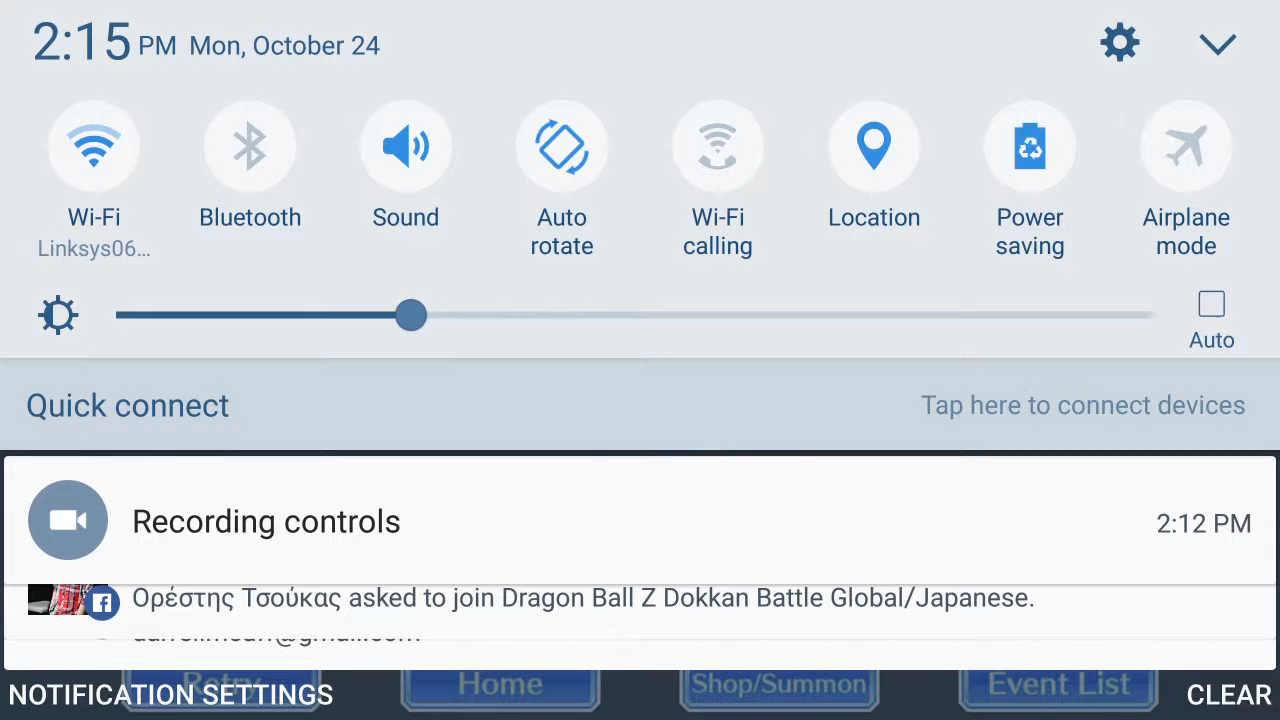 2:15 PM Mon, October 24
Wi-Fi
Linksys06...
Bluetooth
Sound
Auto
rotate
Wi-Fi
calling
Location
Power
saving
Airplane
mode
Auto
Quick connect
Tap here to connect devices
Recording controls
2:12 PM
Ορέστης Τσούκας asked to join Dragon Ball Z Dokkan Battle Global/Japanese.
Retry
Home
Shop/Summon
Event List
NOTIFICATION SETTINGS
CLEAR